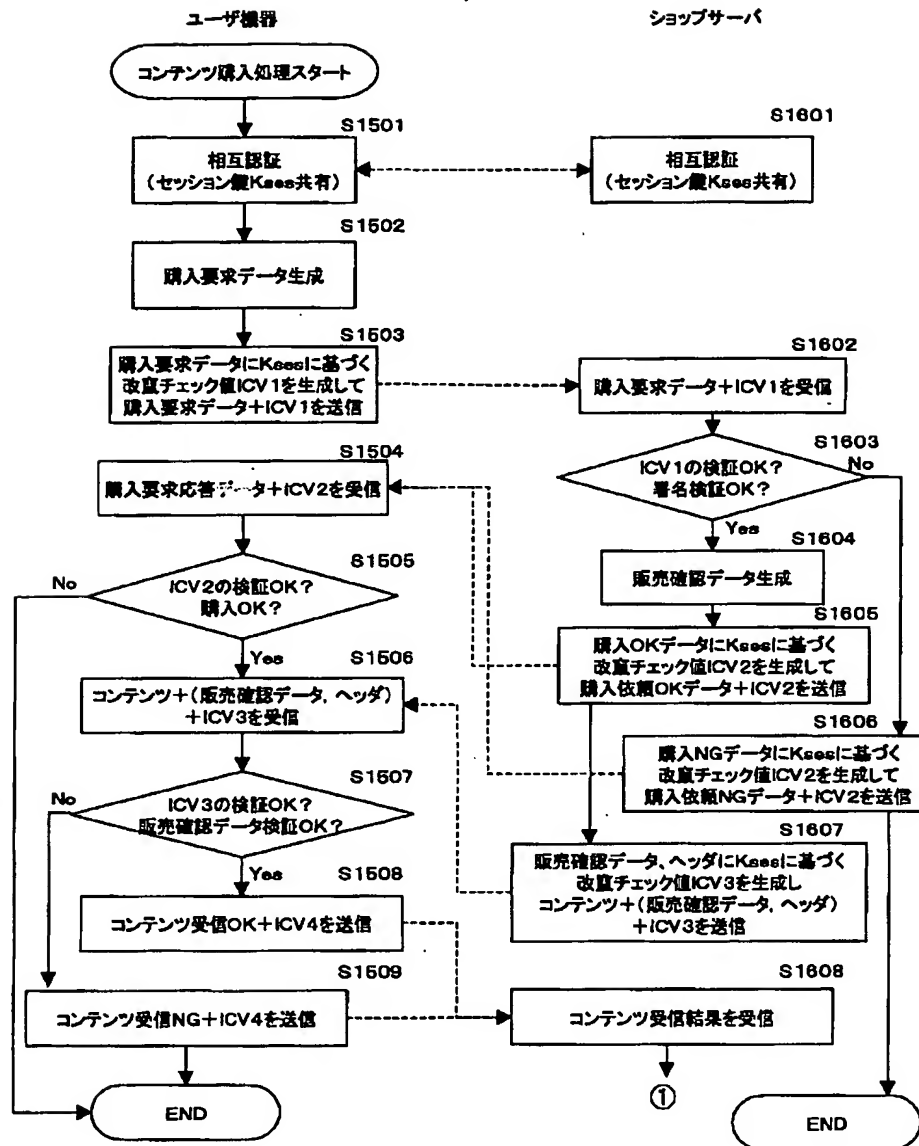 ユーザ機器
ショップサーバ
コンテンツ購入処理スタート
S1501
相互認証
(セッション鍵Kses共有)
S1601
相互認証
(セッション鍵Kses共有)
S1502
購入要求データ生成
S1503
購入要求データにKsesに基づく
改竄チェック値ICV1を生成して
購入要求データ+ICV1を送信
S1602
購入要求データ+ICV1を受信
S1603
ICV1の検証OK?
署名検証OK?
No
Yes
S1504
購入要求応答データ+ICV2を受信
S1604
販売確認データ生成
S1505
ICV2の検証OK?
購入OK?
No
Yes
S1605
購入OKデータにKsesに基づく
改竄チェック値ICV2を生成して
購入依頼OKデータ+ICV2を送信
S1506
コンテンツ+(販売確認データ, ヘッダ)
+ICV3を受信
S1606
購入NGデータにKsesに基づく
改竄チェック値ICV2を生成して
購入依頼NGデータ+ICV2を送信
S1507
ICV3の検証OK?
販売確認データ検証OK?
No
Yes
S1607
販売確認データ、ヘッダにKsesに基づく
改竄チェック値ICV3を生成し
コンテンツ+(販売確認データ, ヘッダ)
+ICV3を送信
S1508
コンテンツ受信OK+ICV4を送信
S1509
コンテンツ受信NG+ICV4を送信
S1608
コンテンツ受信結果を受信
①
END
END